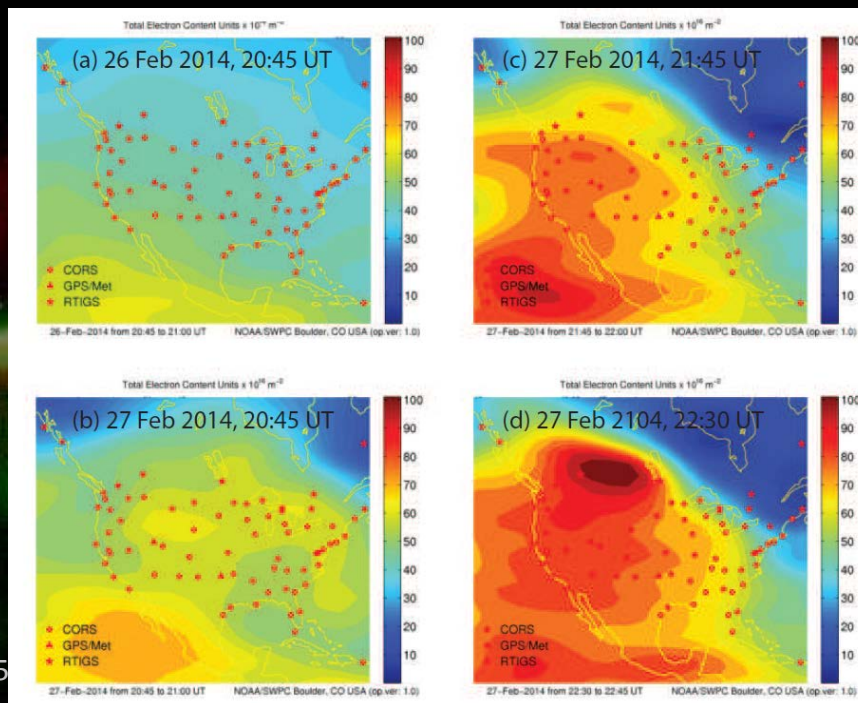 Total Electron Content Units x 10
(a) 26 Feb 2014, 20:45 UT
100
90
80
70
60
50
40
30
20
10
CORS
GPS/Met
RTIGS
26-Feb-2014 from 20:45 to 21:00 UT
NOAA/SWPC Boulder, CO USA (op.ver: 1.0)
Total Electron Content Units x 10¹⁶ m⁻²
(c) 27 Feb 2014, 21:45 UT
100
90
80
70
60
50
40
30
20
10
CORS
GPS/Met
RTIGS
27-Feb-2014 from 21:45 to 22:00 UT
NOAA/SWPC Boulder, CO USA (op.ver: 1.0)
Total Electron Content Units x 10¹⁶ m⁻²
(b) 27 Feb 2014, 20:45 UT
100
90
80
70
60
50
40
30
20
10
CORS
GPS/Met
RTIGS
5
27-Feb-2014 from 20:45 to 21:00 UT
NOAA/SWPC Boulder, CO USA (op.ver: 1.0)
Total Electron Content Units x 10¹⁶ m⁻²
(d) 27 Feb 2104, 22:30 UT
100
90
80
70
60
50
40
30
20
10
CORS
GPS/Met
RTIGS
27-Feb-2014 from 22:30 to 22:45 UT
NOAA/SWPC Boulder, CO USA (op.ver: 1.0)